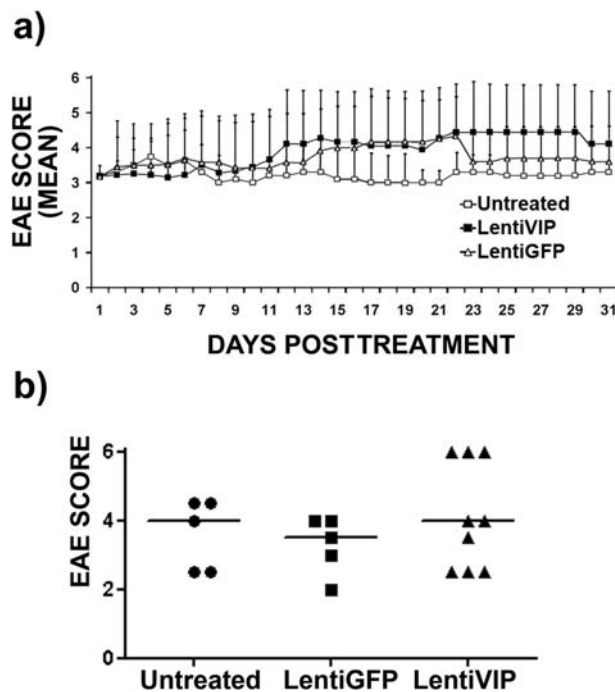 a)
EAE SCORE
(MEAN)
6
5
4
3
2
1
0
Untreated
LentiVIP
LentiGFP
1 3 5 7 9 11 13 15 17 19 21 23 25 27 29 31
DAYS POSTTREATMENT
b)
EAE SCORE
6
4
2
0
Untreated LentiGFP LentiVIP